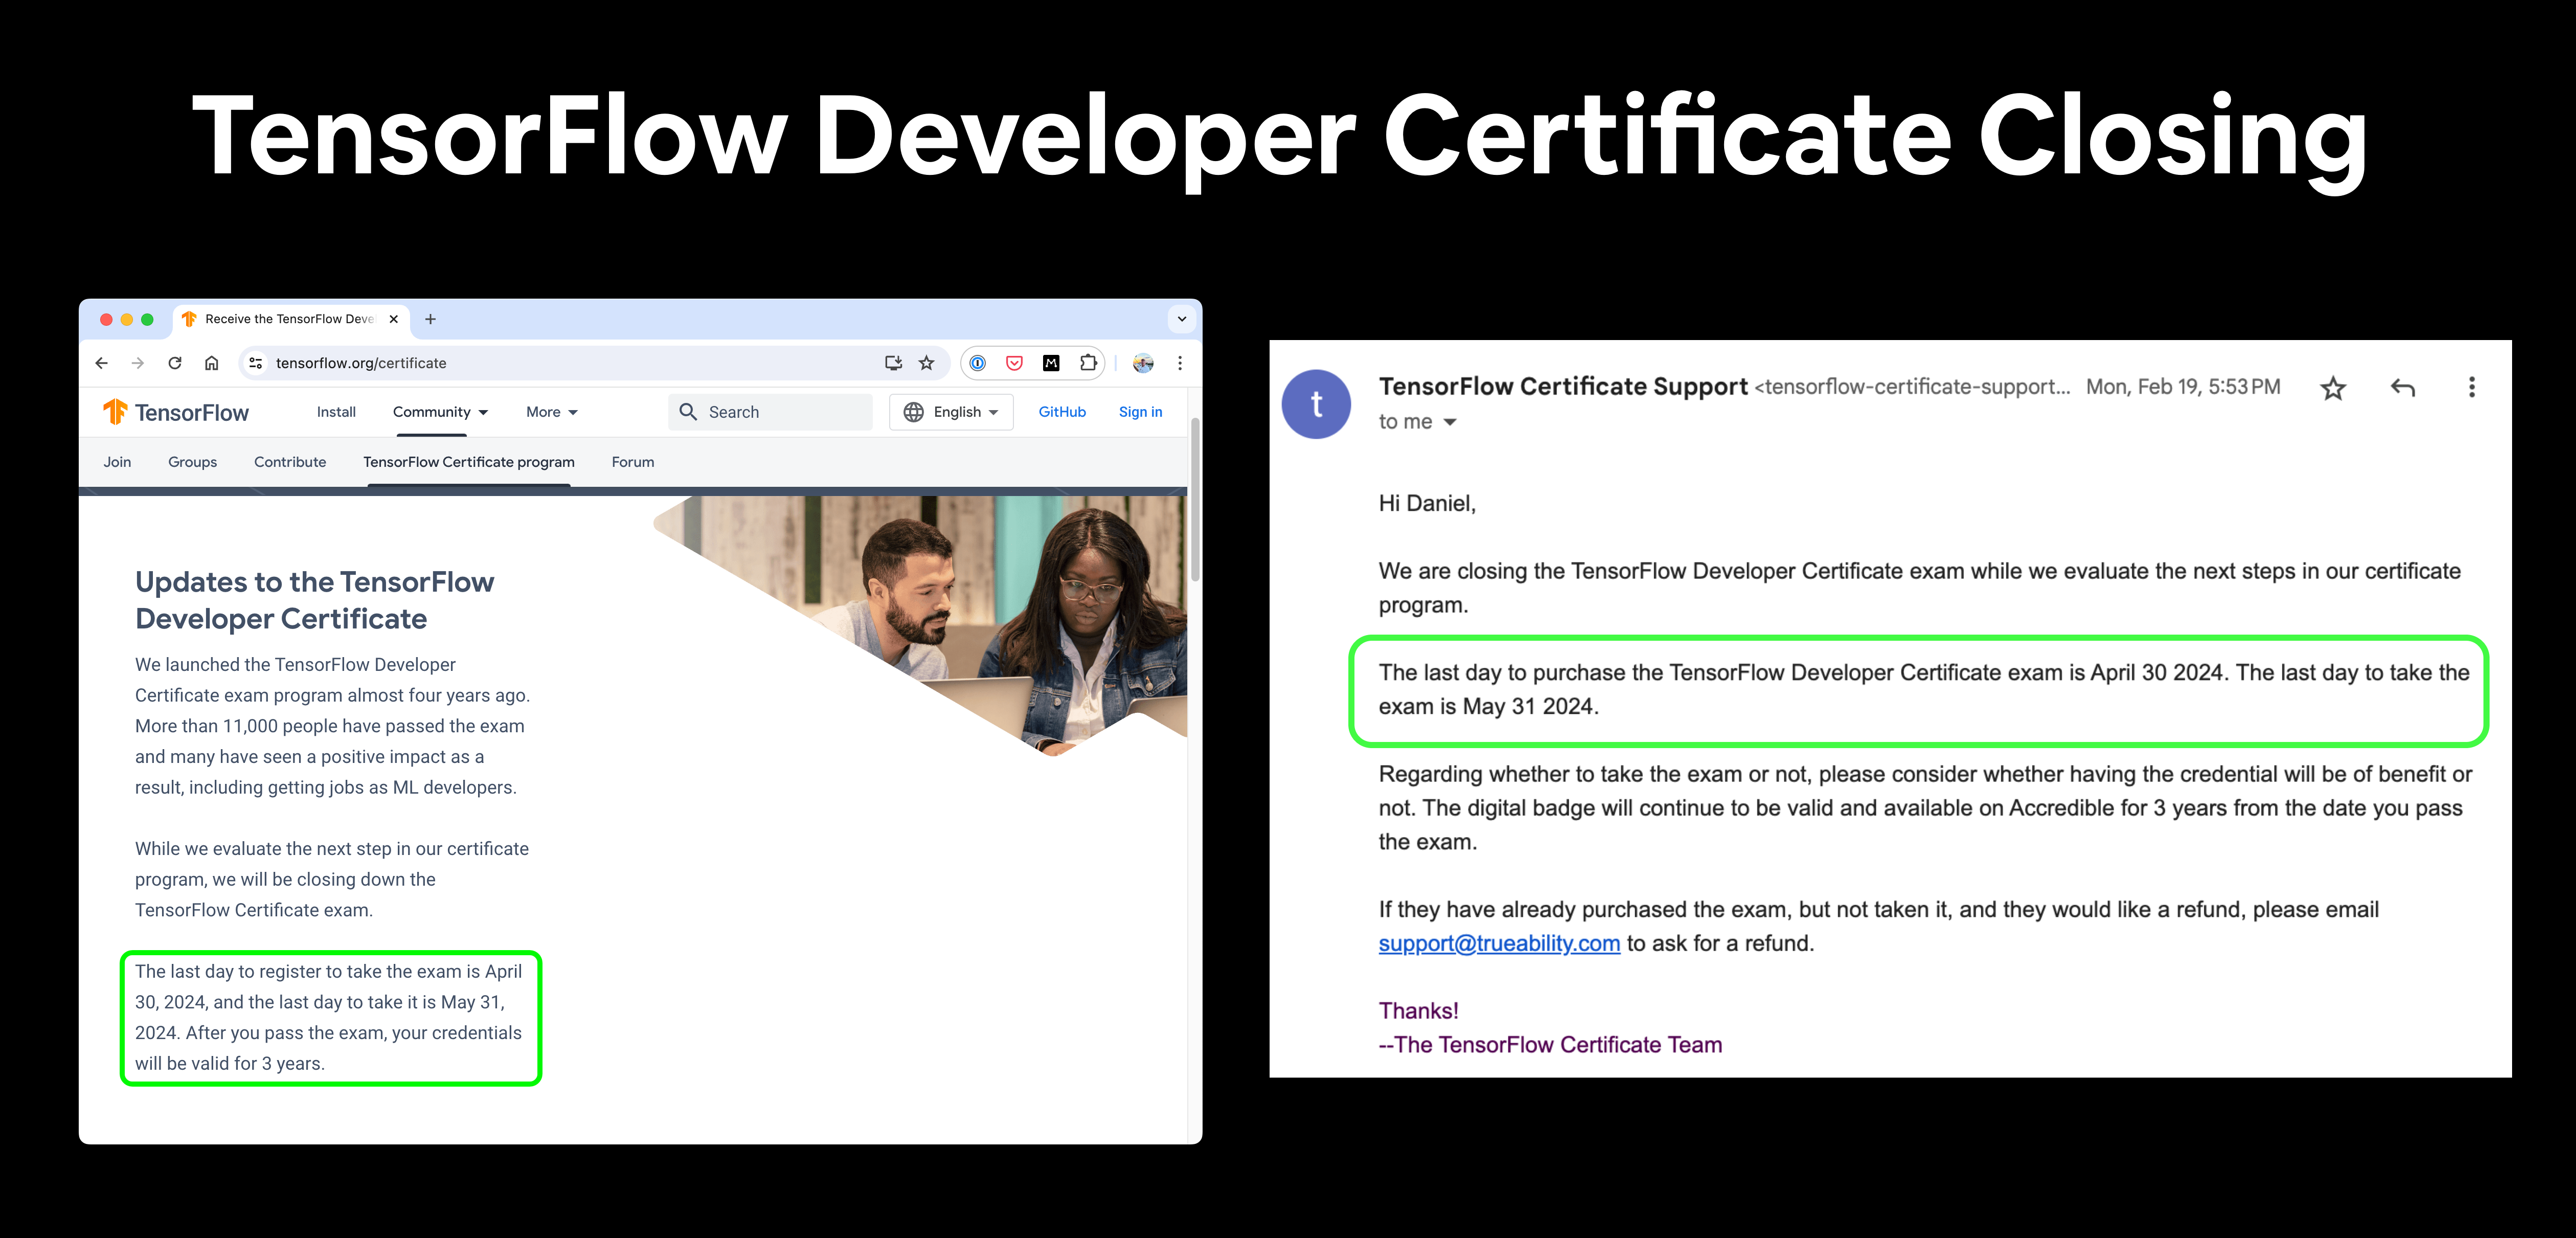 TensorFlow Developer Certificate Closing
Receive the TensorFlow Deve
tensorflow.org/certificate
TensorFlow
Install
Community
More
Search
English
GitHub
Sign in
Join
Groups
Contribute
TensorFlow Certificate program
Forum
Updates to the TensorFlow
Developer Certificate
We launched the TensorFlow Developer
Certificate exam program almost four years ago.
More than 11,000 people have passed the exam
and many have seen a positive impact as a
result, including getting jobs as ML developers.
While we evaluate the next step in our certificate
program, we will be closing down the
TensorFlow Certificate exam.
The last day to register to take the exam is April
30, 2024, and the last day to take it is May 31,
2024. After you pass the exam, your credentials
will be valid for 3 years.
t
TensorFlow Certificate Support <tensorflow-certificate-support... Mon, Feb 19, 5:53 PM
to me
Hi Daniel,
We are closing the TensorFlow Developer Certificate exam while we evaluate the next steps in our certificate
program.
The last day to purchase the TensorFlow Developer Certificate exam is April 30 2024. The last day to take the
exam is May 31 2024.
Regarding whether to take the exam or not, please consider whether having the credential will be of benefit or
not. The digital badge will continue to be valid and available on Accredible for 3 years from the date you pass
the exam.
If they have already purchased the exam, but not taken it, and they would like a refund, please email
support@trueability.com to ask for a refund.
Thanks!
--The TensorFlow Certificate Team